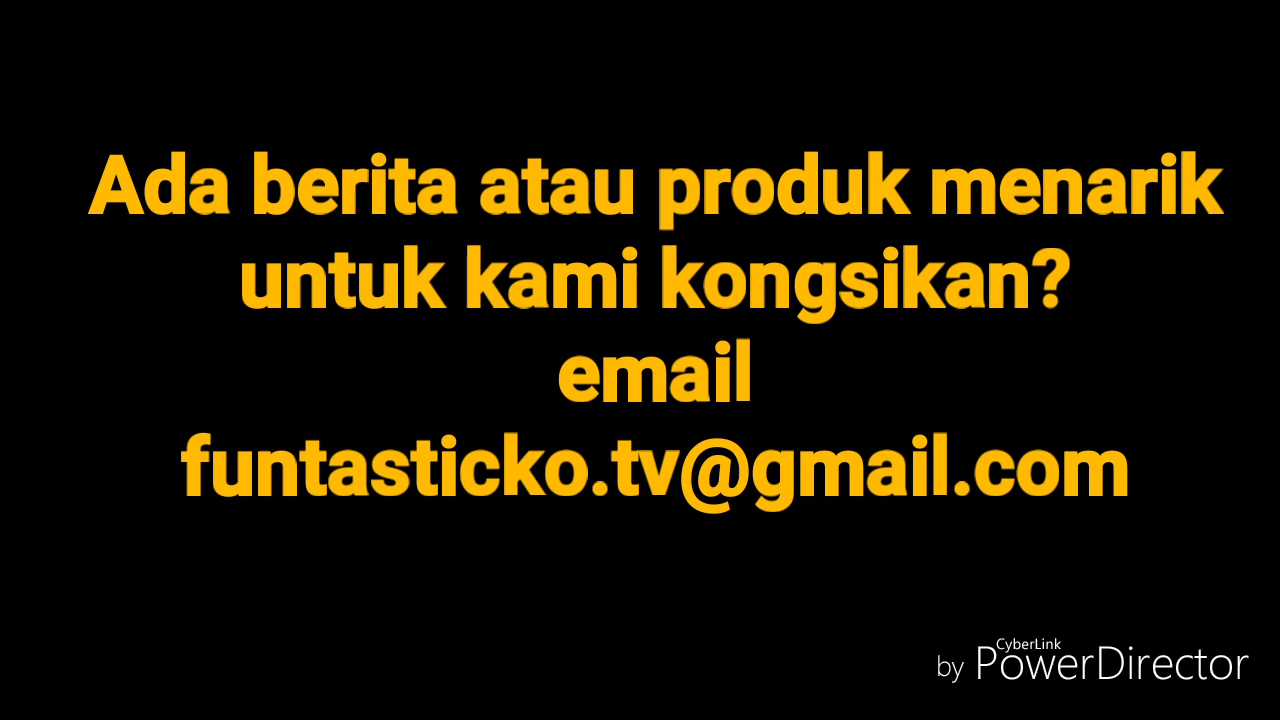 Ada berita atau produk menarik
untuk kami kongsikan?
email
funtasticko.tv@gmail.com
CyberLink
by PowerDirector